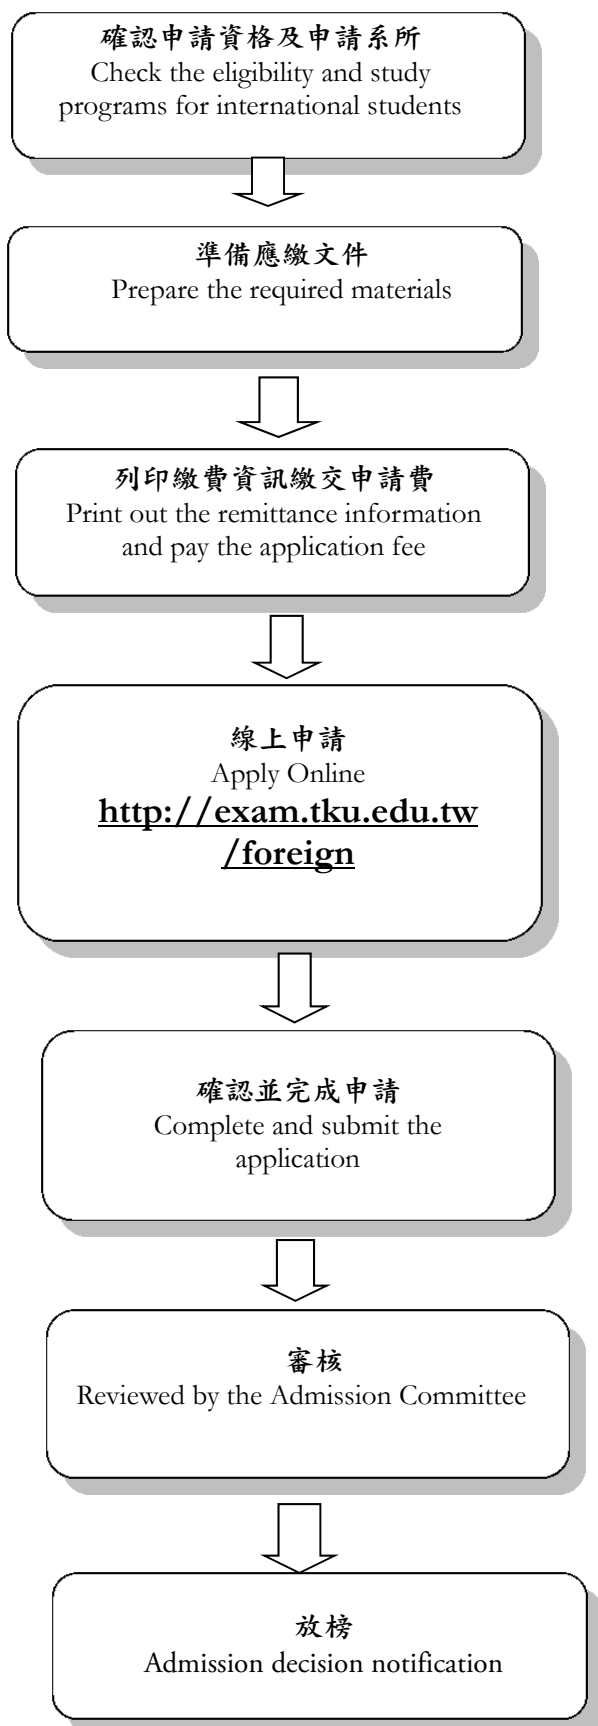 確認申請資格及申請系所
Check the eligibility and study
programs for international students
準備應繳文件
Prepare the required materials
列印繳費資訊繳交申請費
Print out the remittance information
and pay the application fee
線上申請
Apply Online
http://exam.tku.edu.tw
/foreign
確認並完成申請
Complete and submit the
application
審核
Reviewed by the Admission Committee
放榜
Admission decision notification